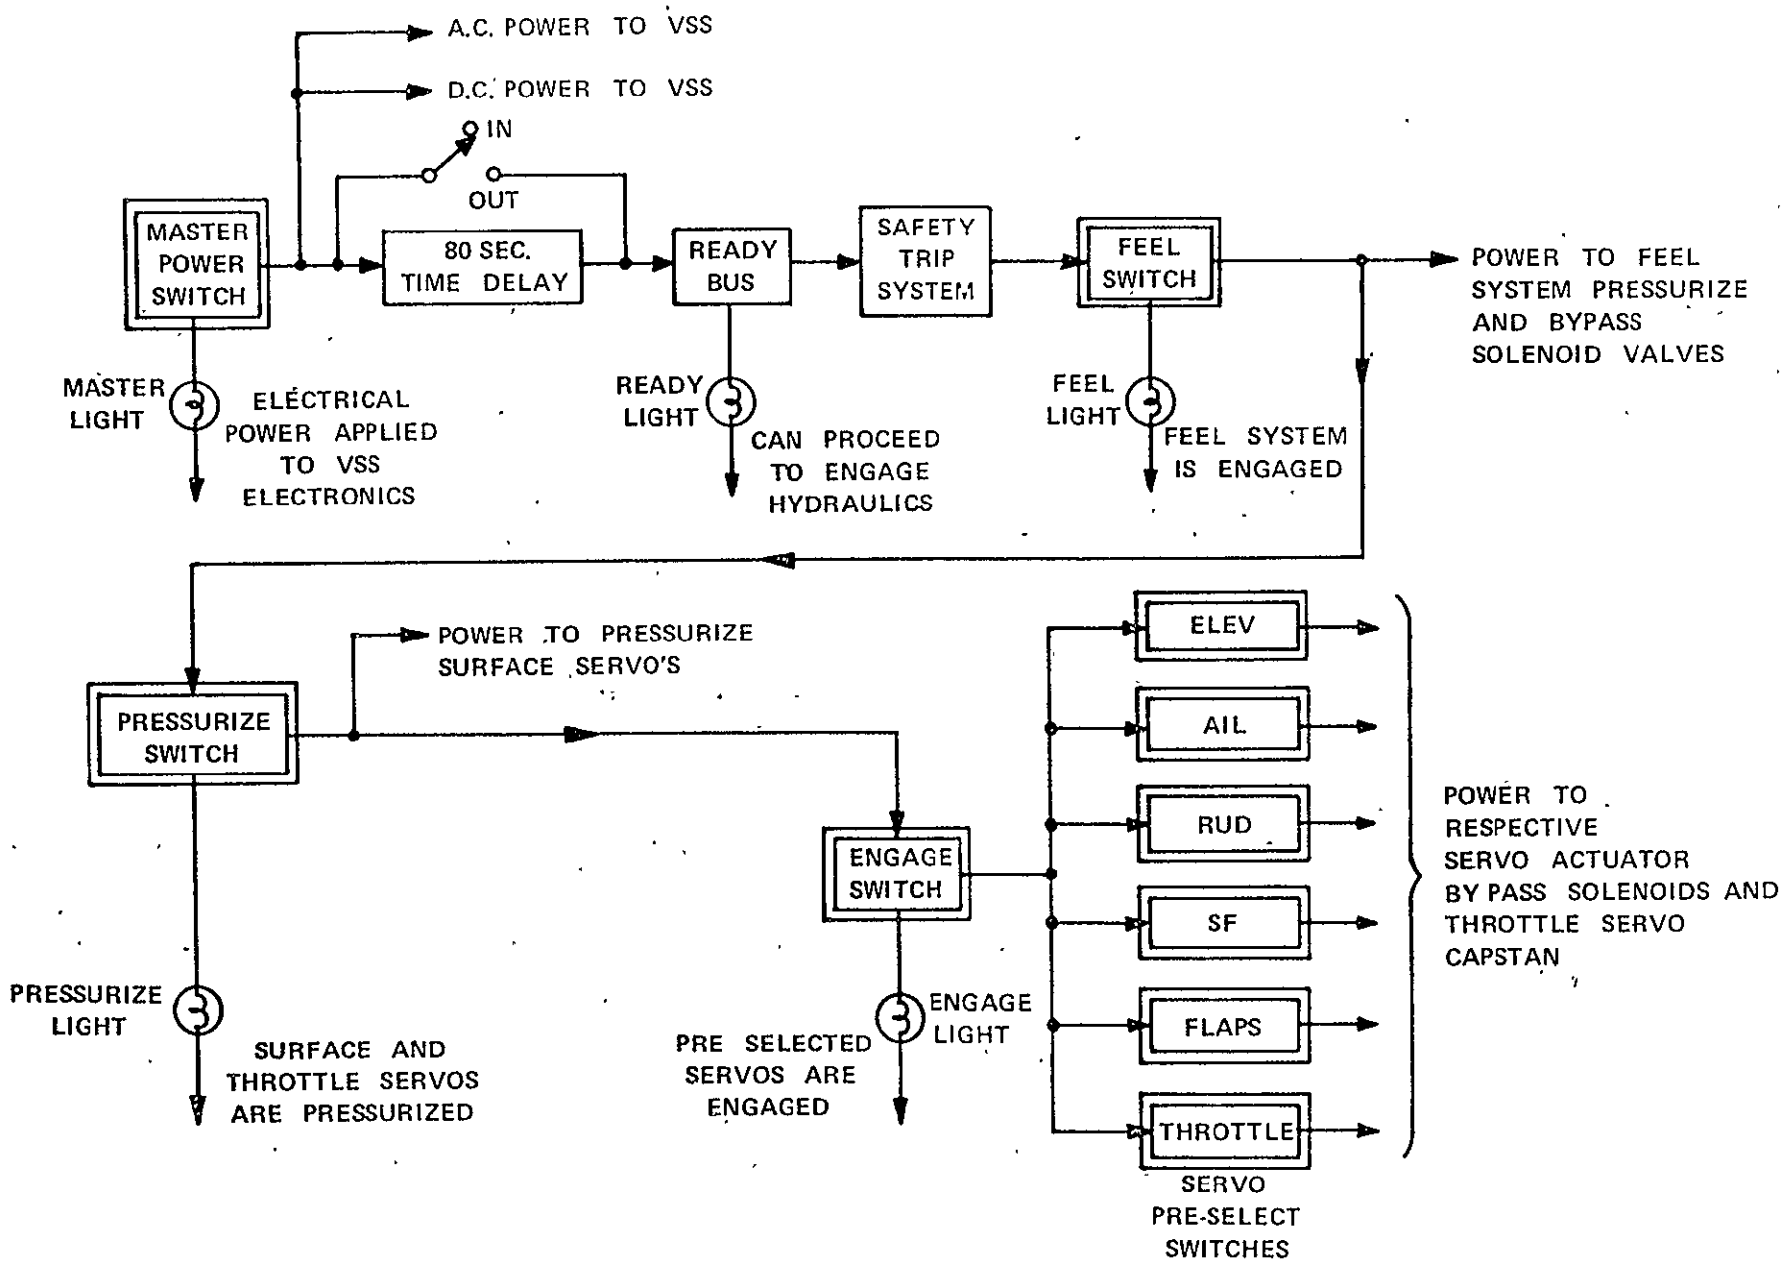 A.C. POWER TO VSS
D.C. POWER TO VSS
IN
OUT
MASTER
POWER
SWITCH
80 SEC.
TIME DELAY
READY
BUS
SAFETY
TRIP
SYSTEM
FEEL
SWITCH
POWER TO FEEL
SYSTEM PRESSURIZE
AND BYPASS
SOLENOID VALVES
MASTER
LIGHT
ELECTRICAL
POWER APPLIED
TO VSS
ELECTRONICS
READY
LIGHT
CAN PROCEED
TO ENGAGE
HYDRAULICS
FEEL
LIGHT
FEEL SYSTEM
IS ENGAGED
POWER TO PRESSURIZE
SURFACE SERVO'S
PRESSURIZE
SWITCH
ENGAGE
SWITCH
ELEV
AIL
RUD
SF
FLAPS
THROTTLE
SERVO
PRE-SELECT
SWITCHES
POWER TO
RESPECTIVE
SERVO ACTUATOR
BY PASS SOLENOIDS AND
THROTTLE SERVO
CAPSTAN
PRESSURIZE
LIGHT
SURFACE AND
THROTTLE SERVOS
ARE PRESSURIZED
ENGAGE
LIGHT
PRE SELECTED
SERVOS ARE
ENGAGED